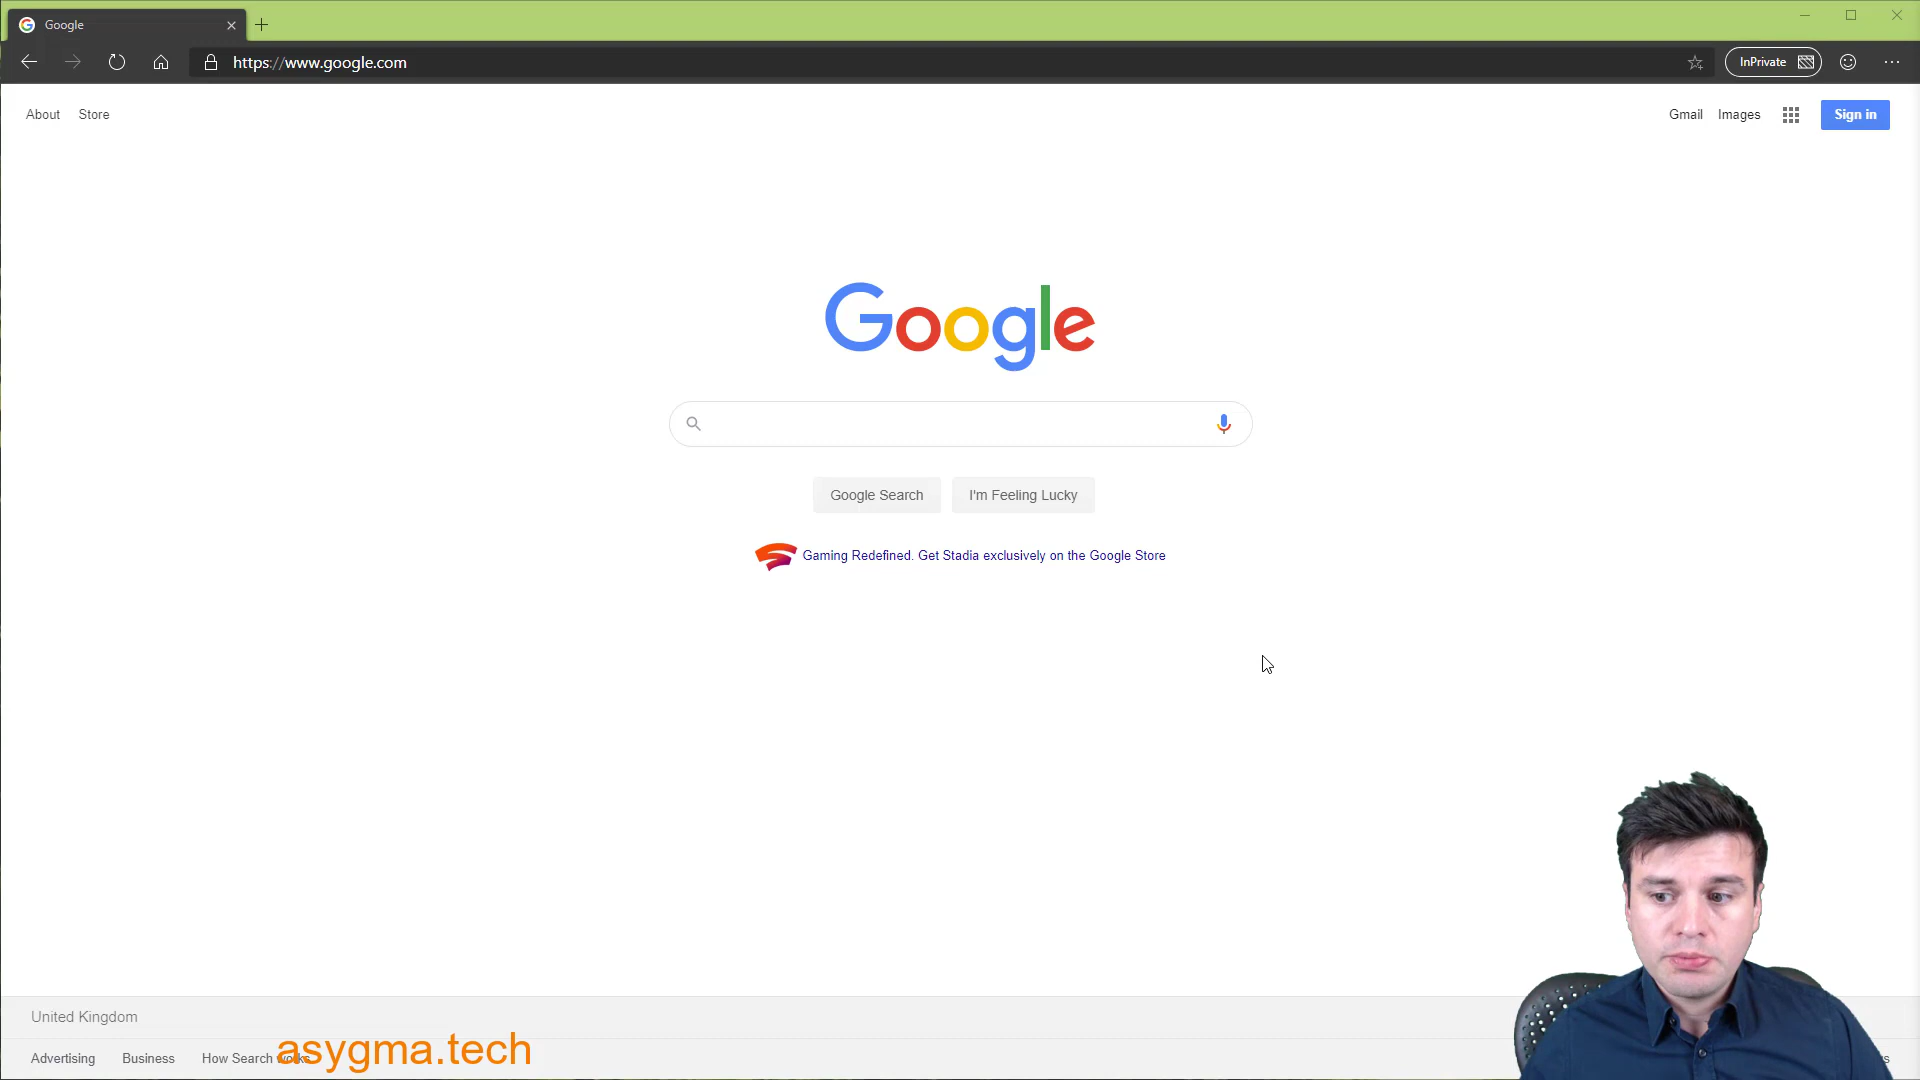 Google
https://www.google.com
InPrivate
About Store
Gmail Images Sign in
Google
Google Search I'm Feeling Lucky
Gaming Redefined. Get Stadia exclusively on the Google Store
United Kingdom
Advertising Business How Search works
asygma.tech